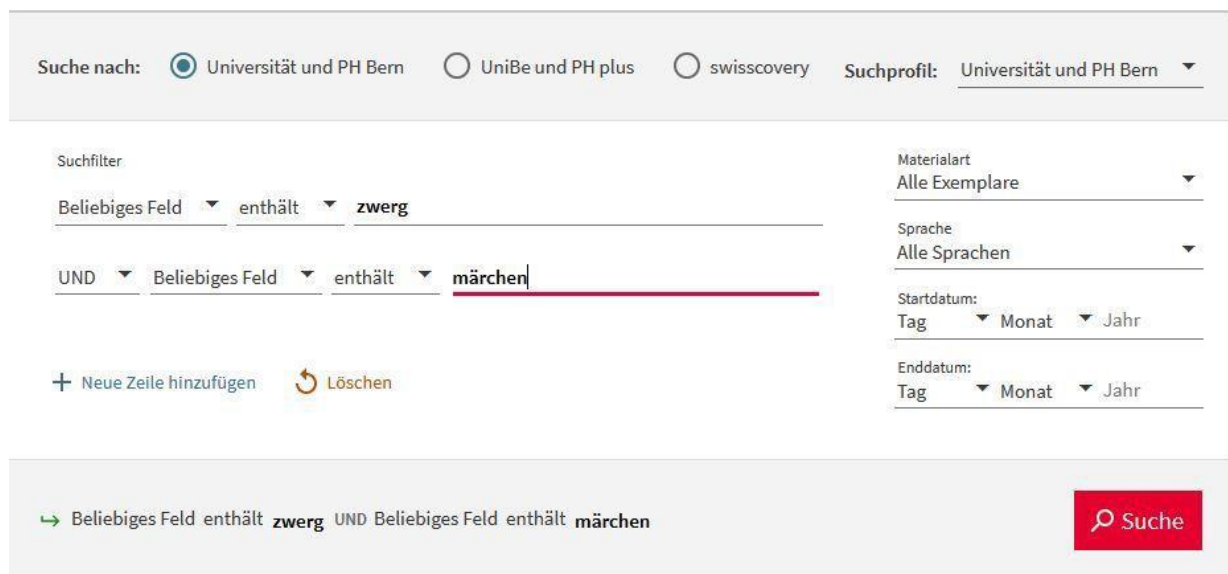 Suche nach: Universität und PH Bern UniBe und PH plus swisscovery Suchprofil: Universität und PH Bern
Suchfilter
Beliebiges Feld enthält zwerg
UND Beliebiges Feld enthält märchen
+ Neue Zeile hinzufügen Löschen
Materialart
Alle Exemplare
Sprache
Alle Sprachen
Startdatum:
Tag Monat Jahr
Enddatum:
Tag Monat Jahr
Beliebiges Feld enthält zwerg UND Beliebiges Feld enthält märchen
Suche